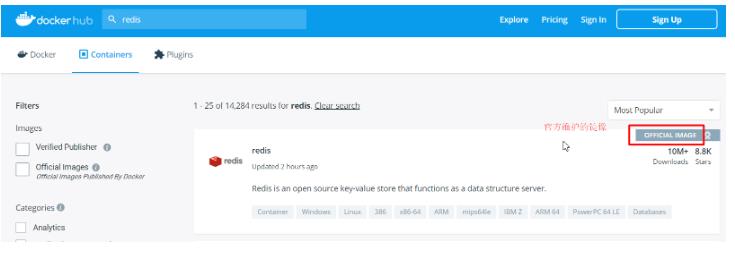 docker hub
redis
Explore Pricing Sign In Sign Up
Docker Containers Plugins
Filters
1 - 25 of 14,284 results for redis. Clear search
Most Popular
Images
官方维护的镜像
OFFICIAL IMAGE
Verified Publisher
Official Images
Official Images Published By Docker
redis
redis
Updated 2 hours ago
10M+ 8.8K
Downloads Stars
Redis is an open source key-value store that functions as a data structure server.
Container Windows Linux 386 x86-64 ARM mips64le IBM Z ARM 64 PowerPC 64 LE Databases
Categories
Analytics